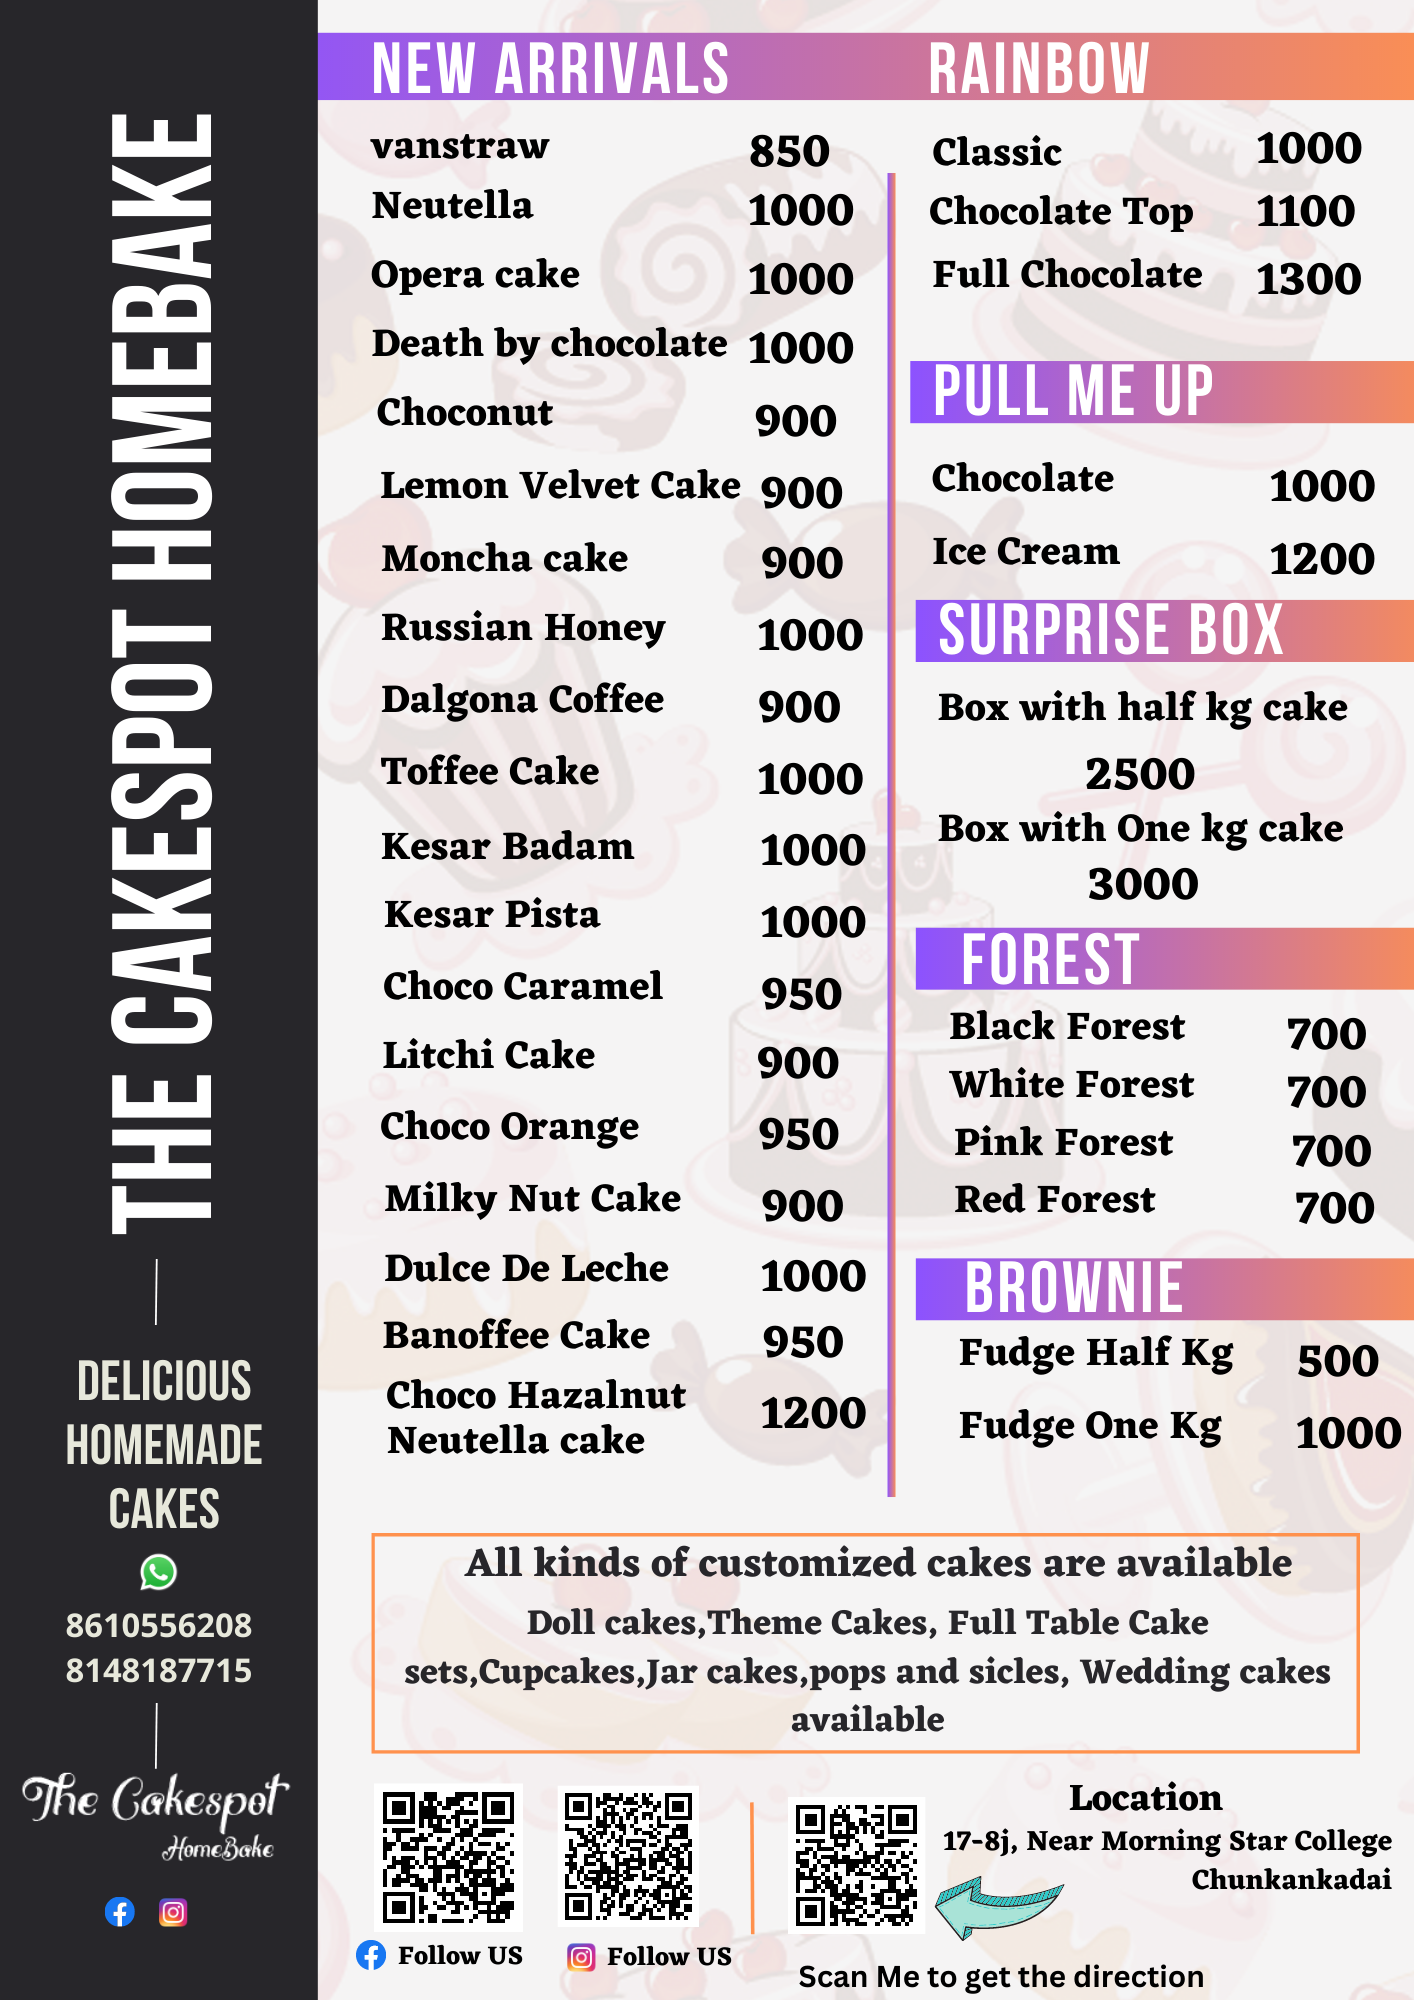 THE CAKESPOT HOMEBAKE
DELICIOUS
HOMEMADE
CAKES
8610556208
8148187715
The Cakespot
HomeBake
NEW ARRIVALS
vanstraw 850
Neutella 1000
Opera cake 1000
Death by chocolate 1000
Choconut 900
Lemon Velvet Cake 900
Moncha cake 900
Russian Honey 1000
Dalgona Coffee 900
Toffee Cake 1000
Kesar Badam 1000
Kesar Pista 1000
Choco Caramel 950
Litchi Cake 900
Choco Orange 950
Milky Nut Cake 900
Dulce De Leche 1000
Banoffee Cake 950
Choco Hazalnut
Neutella cake 1200
RAINBOW
Classic 1000
Chocolate Top 1100
Full Chocolate 1300
PULL ME UP
Chocolate 1000
Ice Cream 1200
SURPRISE BOX
Box with half kg cake
2500
Box with One kg cake
3000
FOREST
Black Forest 700
White Forest 700
Pink Forest 700
Red Forest 700
BROWNIE
Fudge Half Kg 500
Fudge One Kg 1000
All kinds of customized cakes are available
Doll cakes,Theme Cakes, Full Table Cake
sets,Cupcakes,Jar cakes,pops and sicles, Wedding cakes
available
Follow US
Follow US
Location
17-8j, Near Morning Star College
Chunkankadai
Scan Me to get the direction